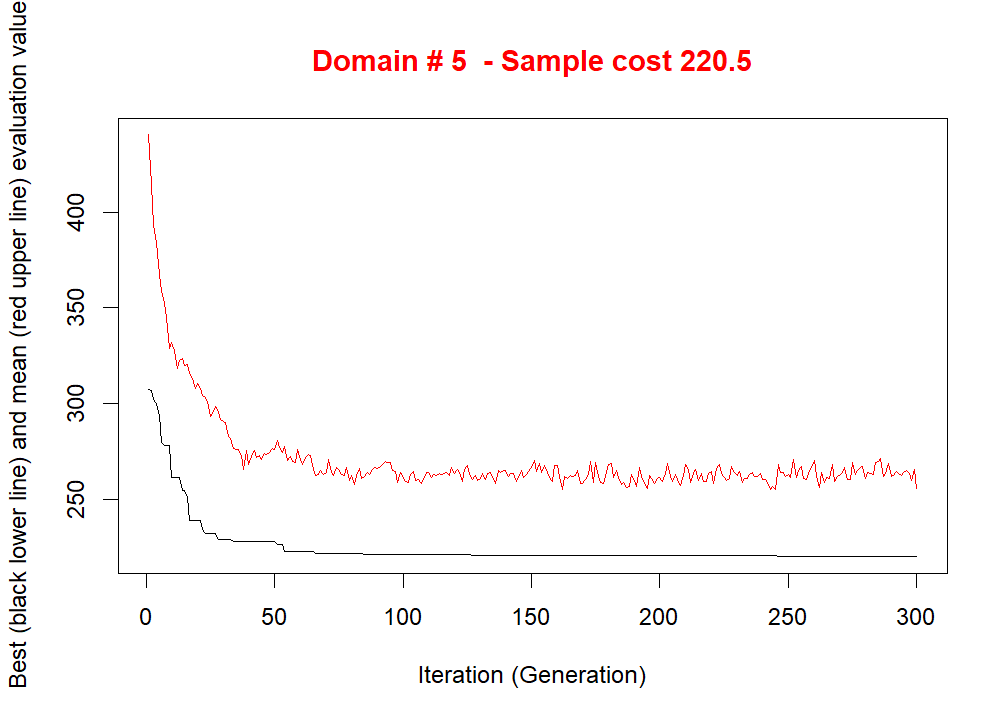 Domain # 5  - Sample cost 220.5
Best (black lower line) and mean (red upper line) evaluation value
400
350
300
250
0 50 100 150 200 250 300
Iteration (Generation)